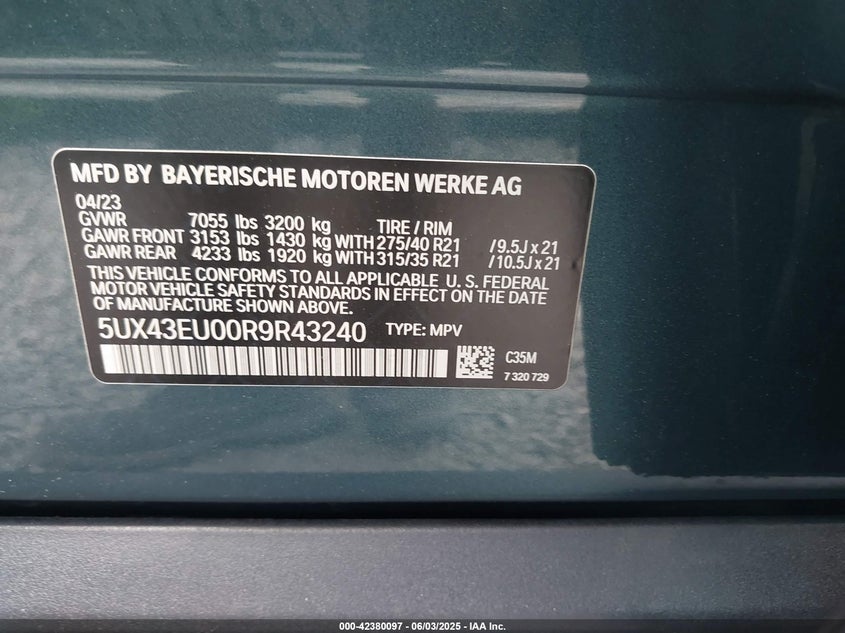 MFD BY BAYERISCHE MOTOREN WERKE AG
04/23
GVWR 7055 lbs 3200 kg TIRE / RIM
GAWR FRONT 3153 lbs 1430 kg WITH 275/40 R21 /9.5J x 21
GAWR REAR 4233 lbs 1920 kg WITH 315/35 R21 /10.5J x 21
THIS VEHICLE CONFORMS TO ALL APPLICABLE U. S. FEDERAL
MOTOR VEHICLE SAFETY STANDARDS IN EFFECT ON THE DATE
OF MANUFACTURE SHOWN ABOVE.
5UX43EU00R9R43240 TYPE: MPV
C35M
7 320 729
000-42380097 - 06/03/2025 - IAA Inc.